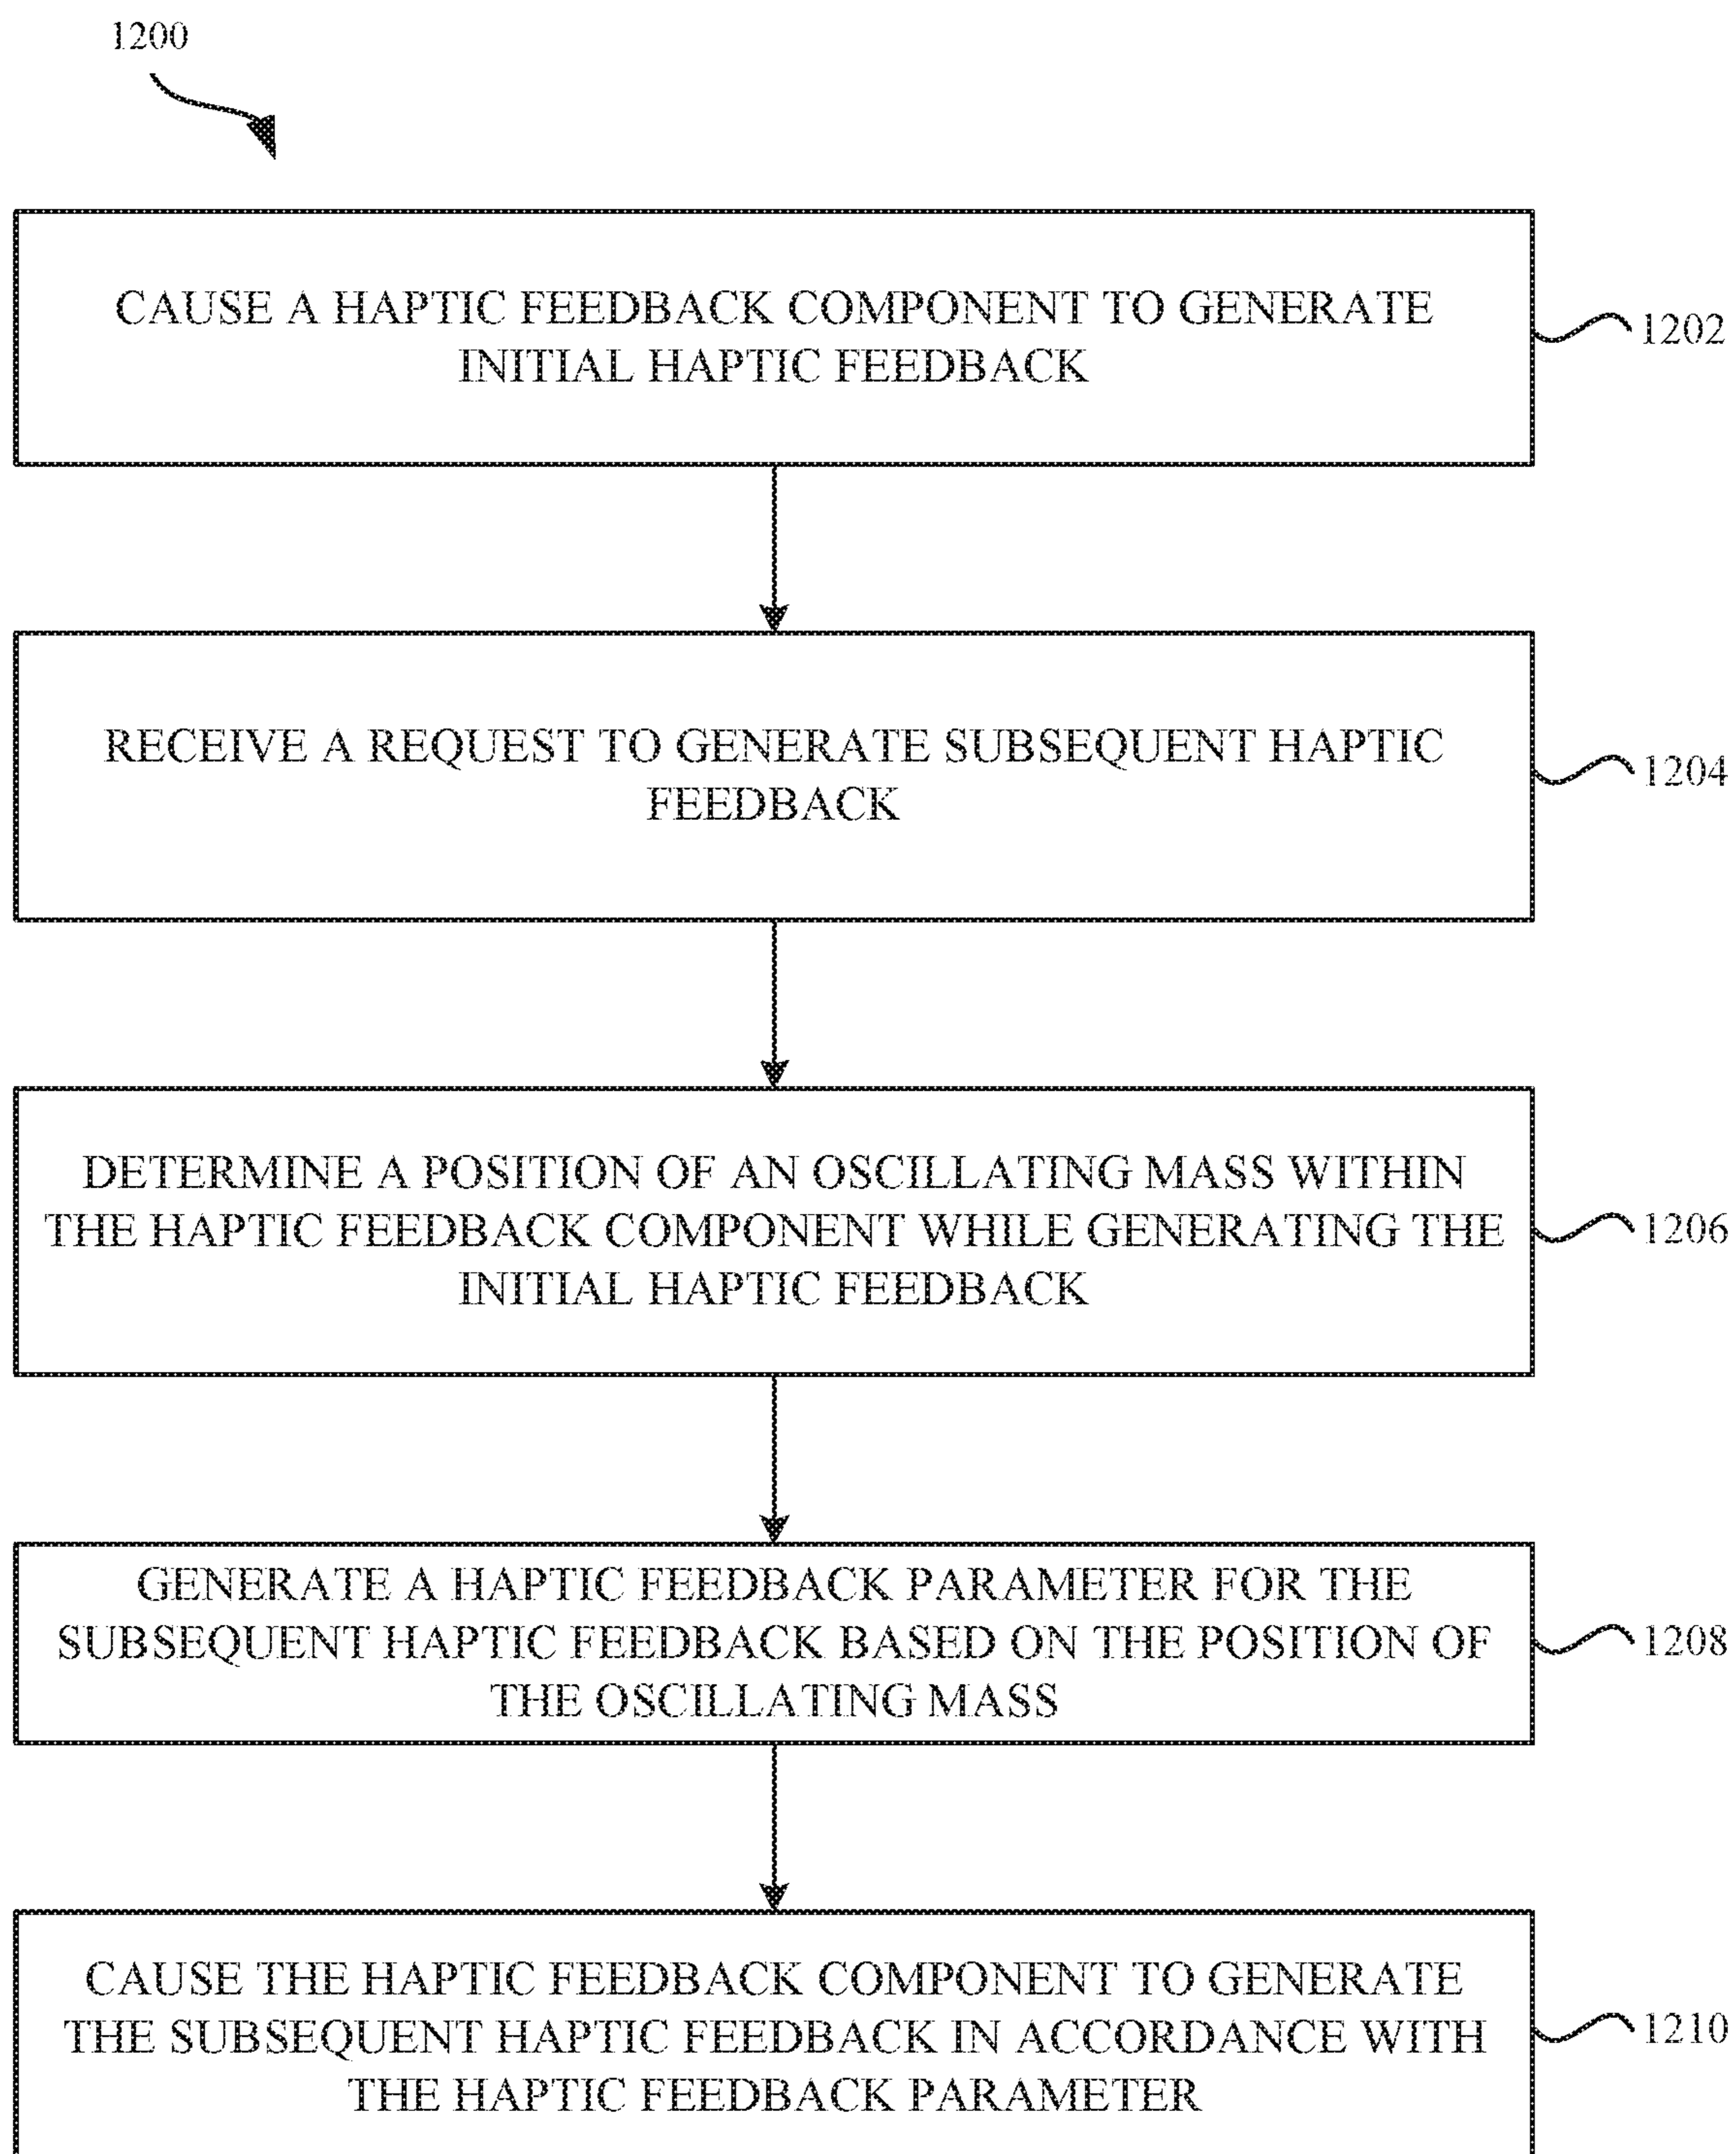 1200
CAUSE A HAPTIC FEEDBACK COMPONENT TO GENERATE
INITIAL HAPTIC FEEDBACK
1202
RECEIVE A REQUEST TO GENERATE SUBSEQUENT HAPTIC
FEEDBACK
1204
DETERMINE A POSITION OF AN OSCILLATING MASS WITHIN
THE HAPTIC FEEDBACK COMPONENT WHILE GENERATING THE
INITIAL HAPTIC FEEDBACK
1206
GENERATE A HAPTIC FEEDBACK PARAMETER FOR THE
SUBSEQUENT HAPTIC FEEDBACK BASED ON THE POSITION OF
THE OSCILLATING MASS
1208
CAUSE THE HAPTIC FEEDBACK COMPONENT TO GENERATE
THE SUBSEQUENT HAPTIC FEEDBACK IN ACCORDANCE WITH
THE HAPTIC FEEDBACK PARAMETER
1210